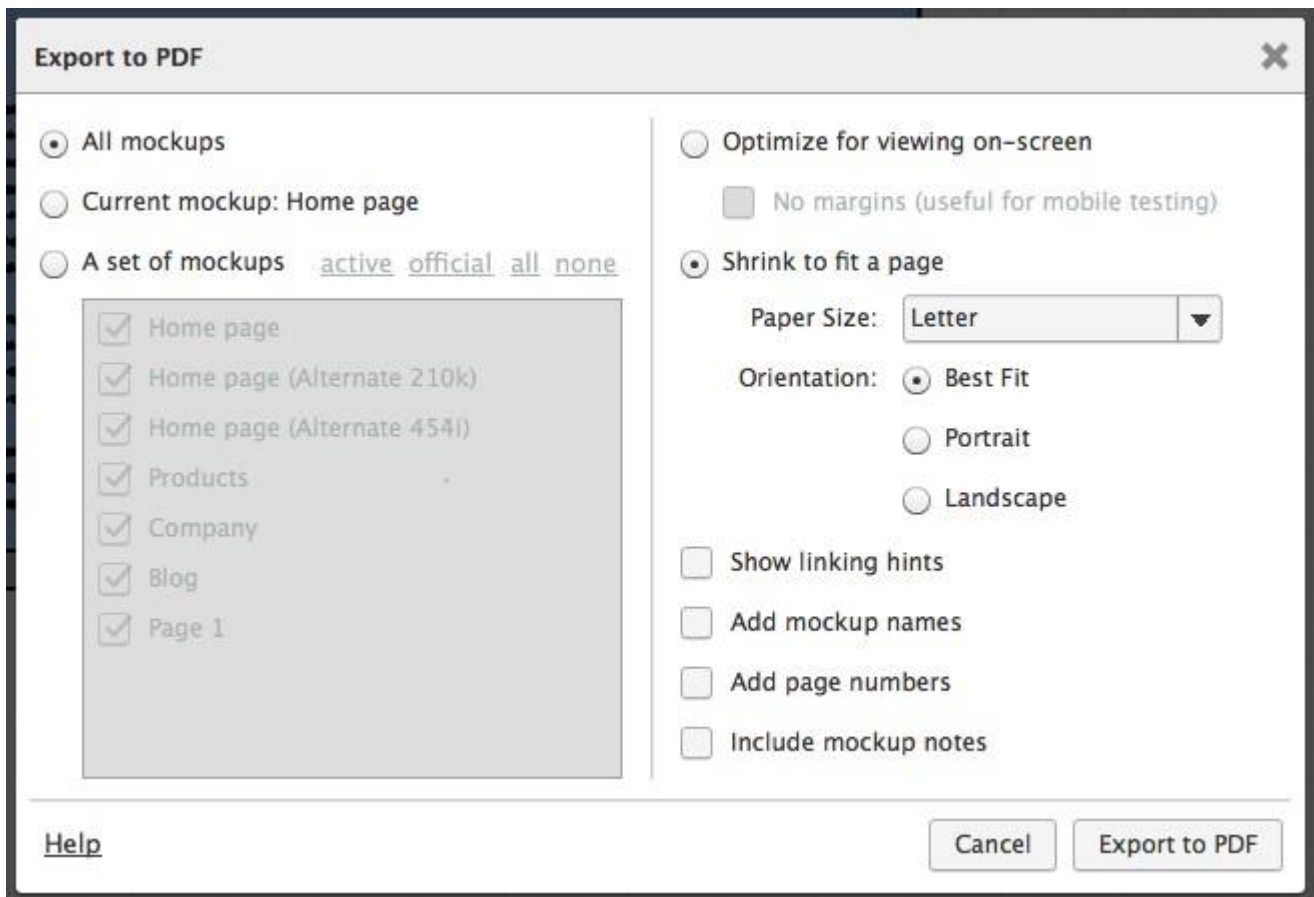 Export to PDF
All mockups
Current mockup: Home page
A set of mockups active official all none
Home page
Home page (Alternate 210k)
Home page (Alternate 454i)
Products
Company
Blog
Page 1
Optimize for viewing on-screen
No margins (useful for mobile testing)
Shrink to fit a page
Paper Size: Letter
Orientation: Best Fit
Portrait
Landscape
Show linking hints
Add mockup names
Add page numbers
Include mockup notes
Help
Cancel
Export to PDF